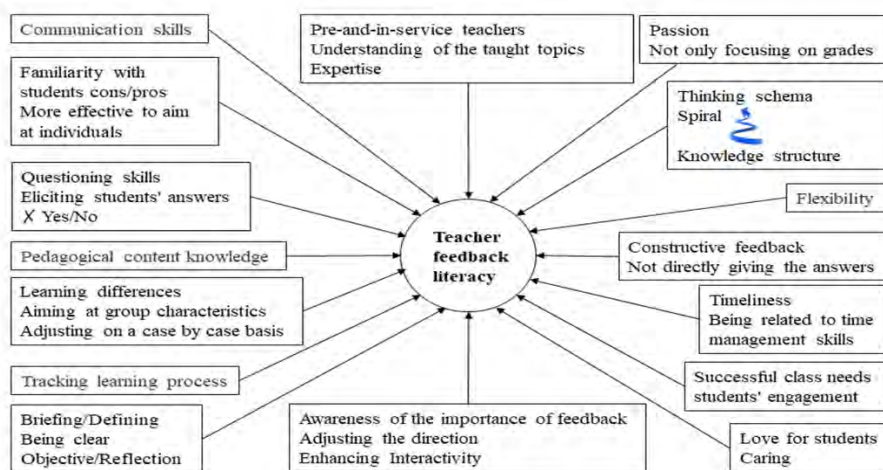 Communication skills
Familiarity with
students cons/pros
More effective to aim
at individuals
Questioning skills
Eliciting students' answers
✗ Yes/No
Pedagogical content knowledge
Learning differences
Aiming at group characteristics
Adjusting on a case by case basis
Tracking learning process
Briefing/Defining
Being clear
Objective/Reflection
Pre-and-in-service teachers
Understanding of the taught topics
Expertise
Teacher
feedback
literacy
Awareness of the importance of feedback
Adjusting the direction
Enhancing Interactivity
Passion
Not only focusing on grades
Thinking schema
Spiral
Knowledge structure
Flexibility
Constructive feedback
Not directly giving the answers
Timeliness
Being related to time
management skills
Successful class needs
students' engagement
Love for students
Caring